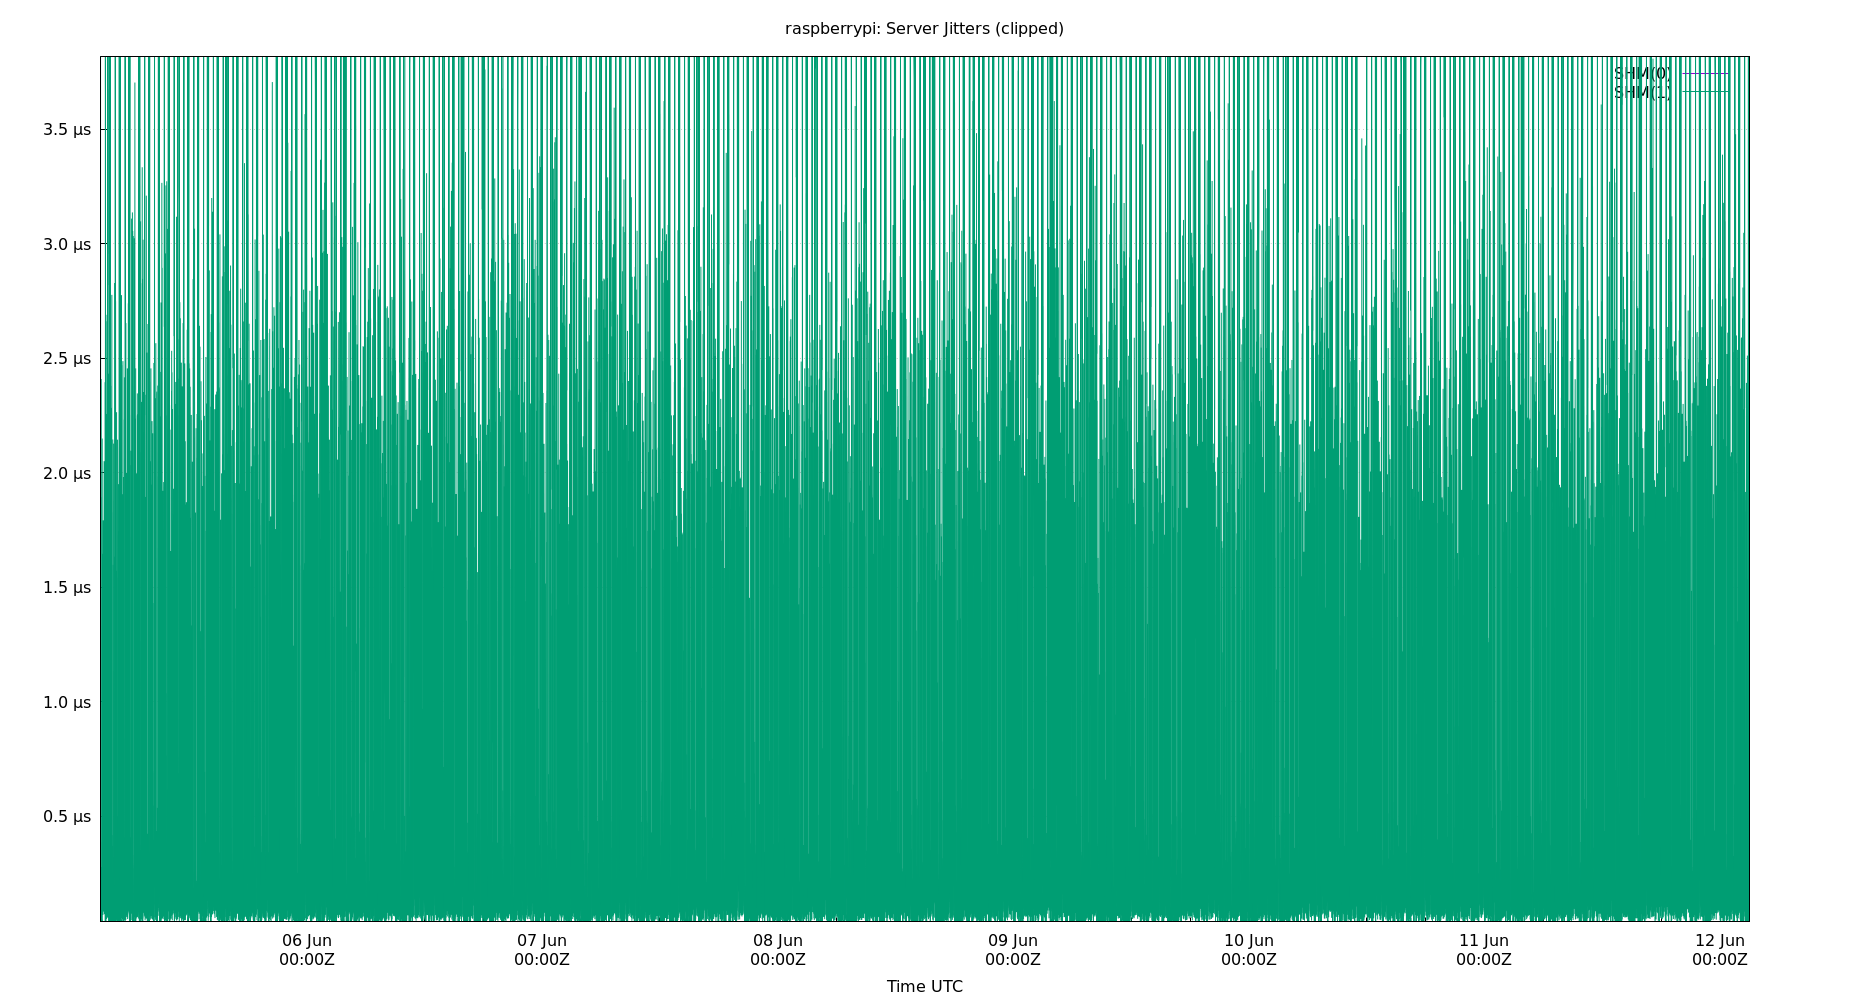 raspberrypi: Server Jitters (clipped)
SHM(0)
SHM(1)
3.5 µs
3.0 µs
2.5 µs
2.0 µs
1.5 µs
1.0 µs
0.5 µs
06 Jun 07 Jun 08 Jun 09 Jun 10 Jun 11 Jun 12 Jun
00:00Z 00:00Z 00:00Z 00:00Z 00:00Z 00:00Z 00:00Z
Time UTC